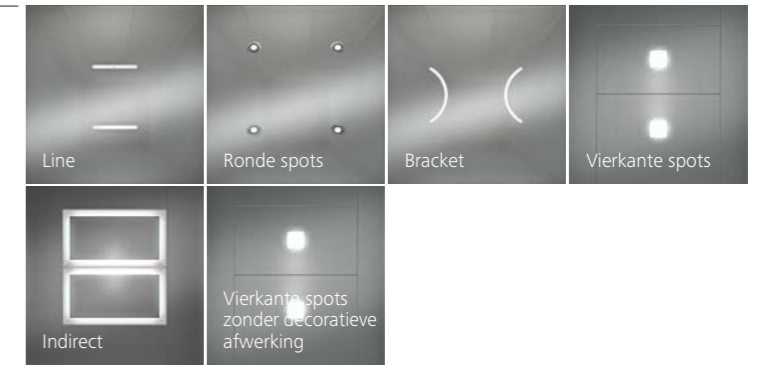 Line
Ronde spots
Bracket
Vierkante spots
Indirect
Vierkante spots
zonder decoratieve
afwerking